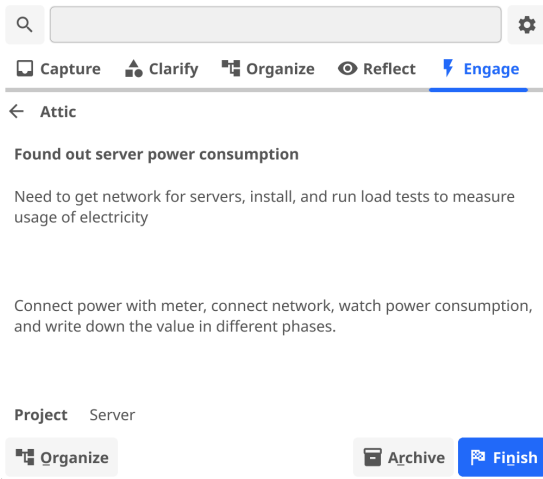 Capture Clarify Organize Reflect Engage
Attic
Found out server power consumption
Need to get network for servers, install, and run load tests to measure
usage of electricity
Connect power with meter, connect network, watch power consumption,
and write down the value in different phases.
Project Server
Organize Archive Finish